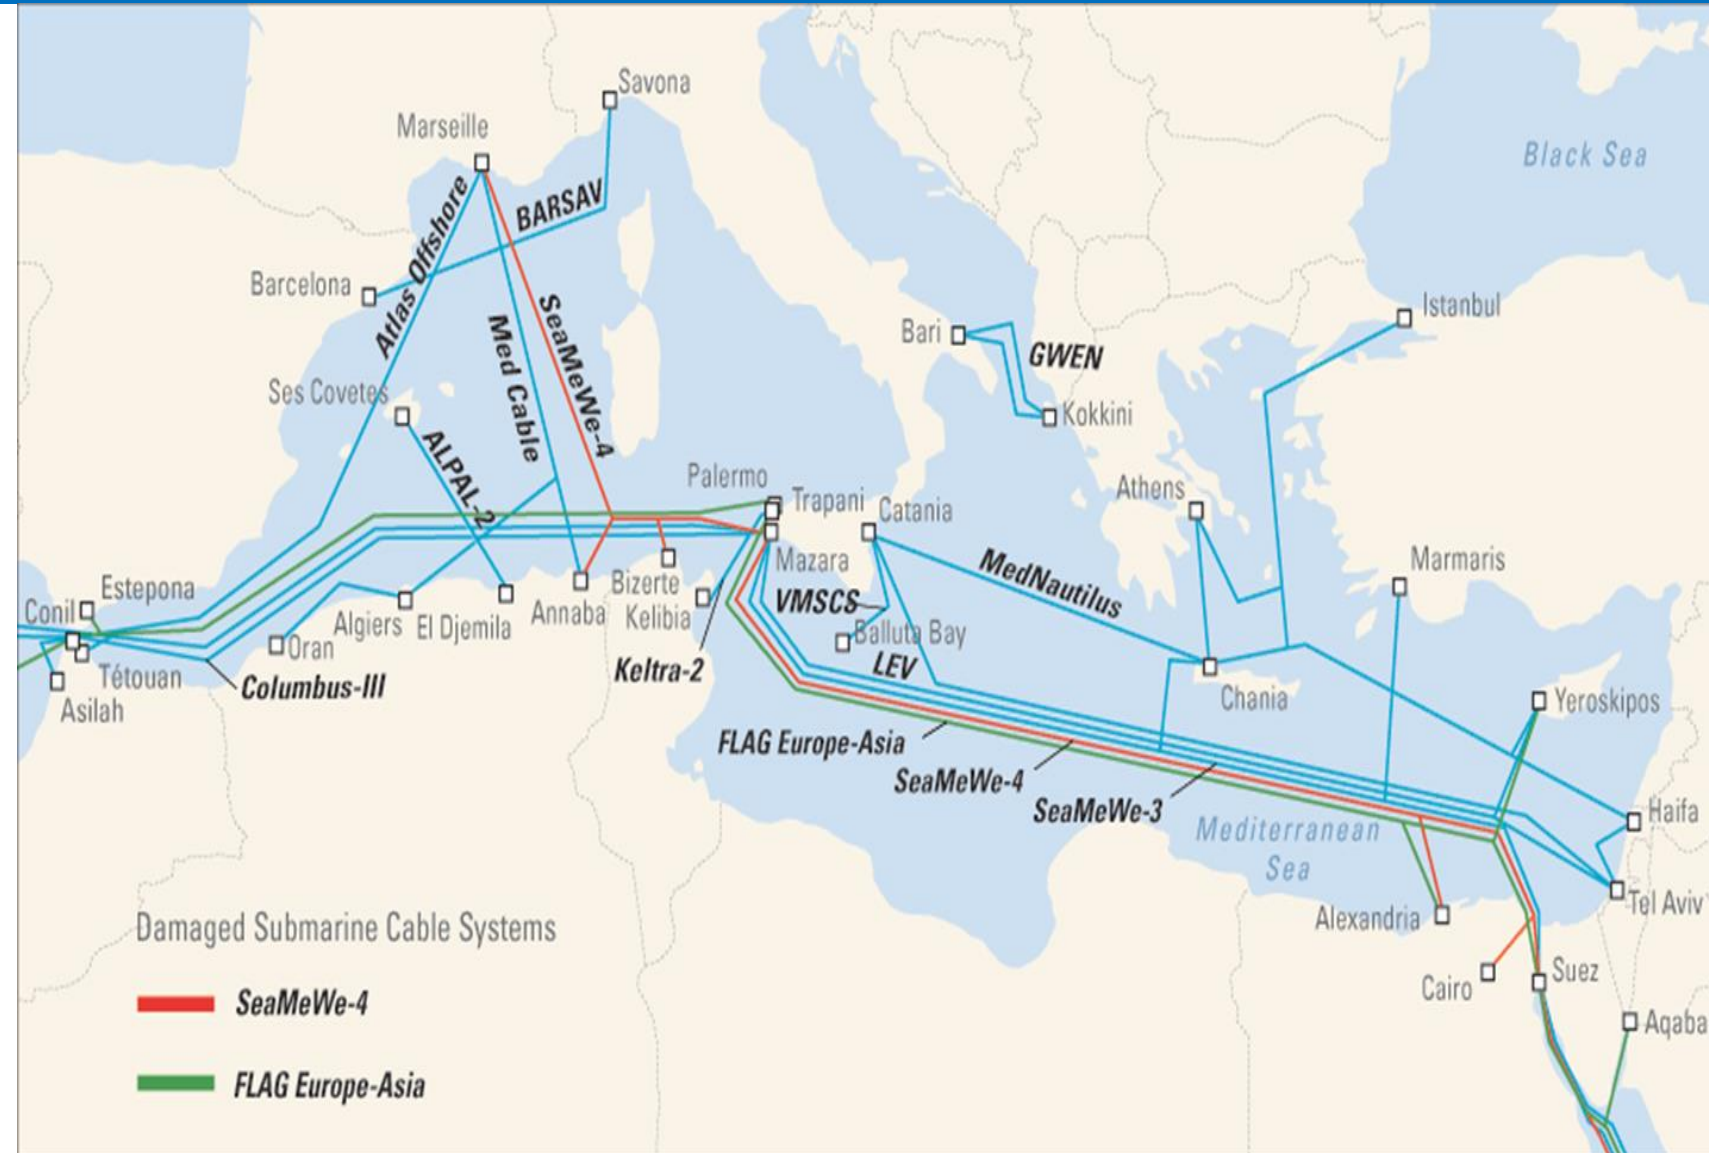 Savona
Marseille
Black Sea
BARSAV
Atlas Offshore
Barcelona
SeaMeWe-4
Istanbul
Med Cable
Bari
GWEN
Ses Covetes
Kokkini
ALPAL-2
Palermo
Trapani
Catania
Athens
Mazara
MedNautilus
Marmaris
Estepona
Conil
Bizerte
Annaba
Kelibia
VMSCS
Algiers
El Djemila
Balluta Bay
Oran
LEV
Keltra-2
Tétouan
Columbus-III
Asilah
Chania
Yeroskipos
FLAG Europe-Asia
SeaMeWe-4
SeaMeWe-3
Haifa
Mediterranean
Sea
Tel Aviv
Alexandria
Damaged Submarine Cable Systems
Suez
Cairo
SeaMeWe-4
Aqaba
FLAG Europe-Asia